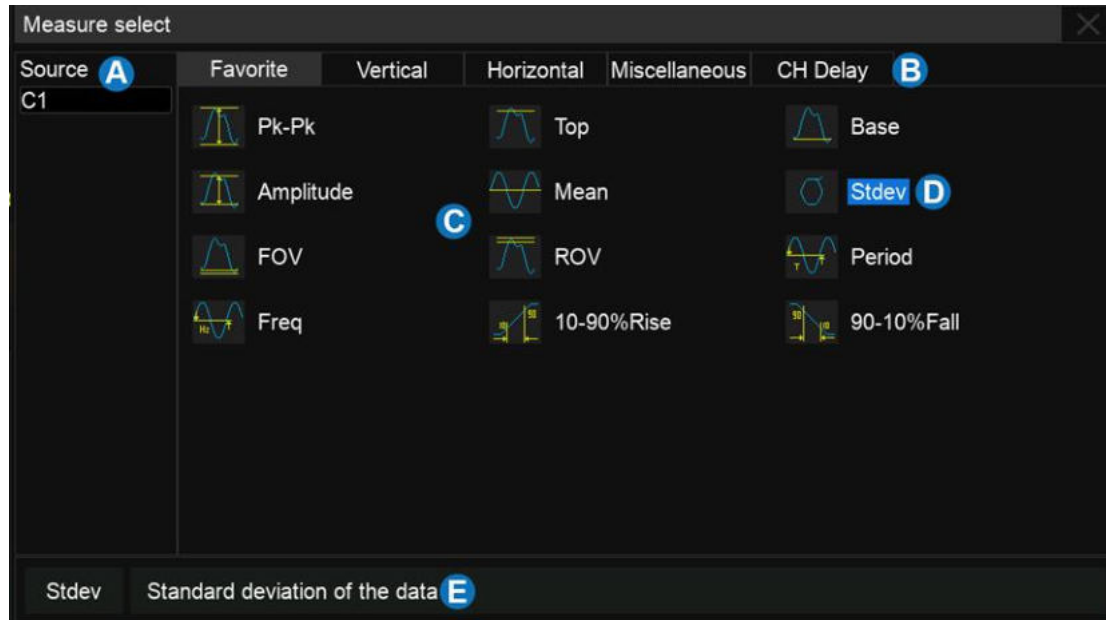 Measure select
Source A Favorite Vertical Horizontal Miscellaneous CH Delay B
C1
Pk-Pk Top Base
Amplitude Mean Stdev D
C
FOV ROV Period
Freq 10-90%Rise 90-10%Fall
Stdev Standard deviation of the data E